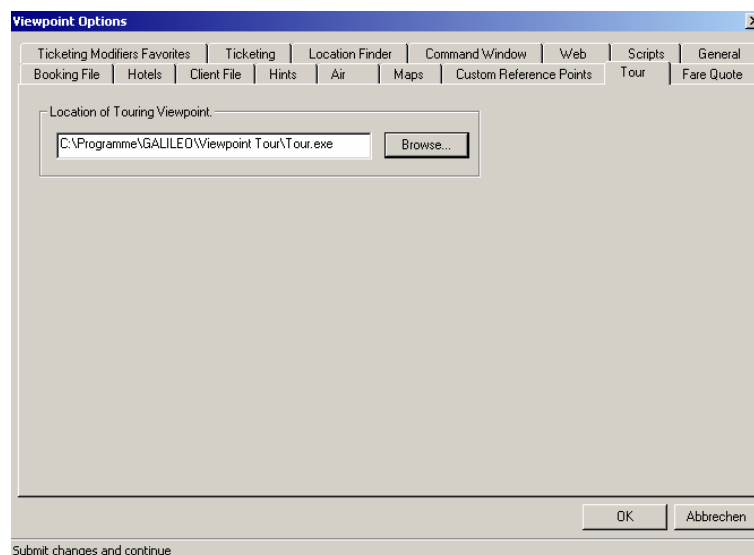 Viewpoint Options
Ticketing Modifiers Favorites Ticketing Location Finder Command Window Web Scripts General
Booking File Hotels Client File Hints Air Maps Custom Reference Points Tour Fare Quote
Location of Touring Viewpoint.
C:\Programme\GALILEO\Viewpoint Tour\Tour.exe Browse...
OK Abbrechen
Submit changes and continue